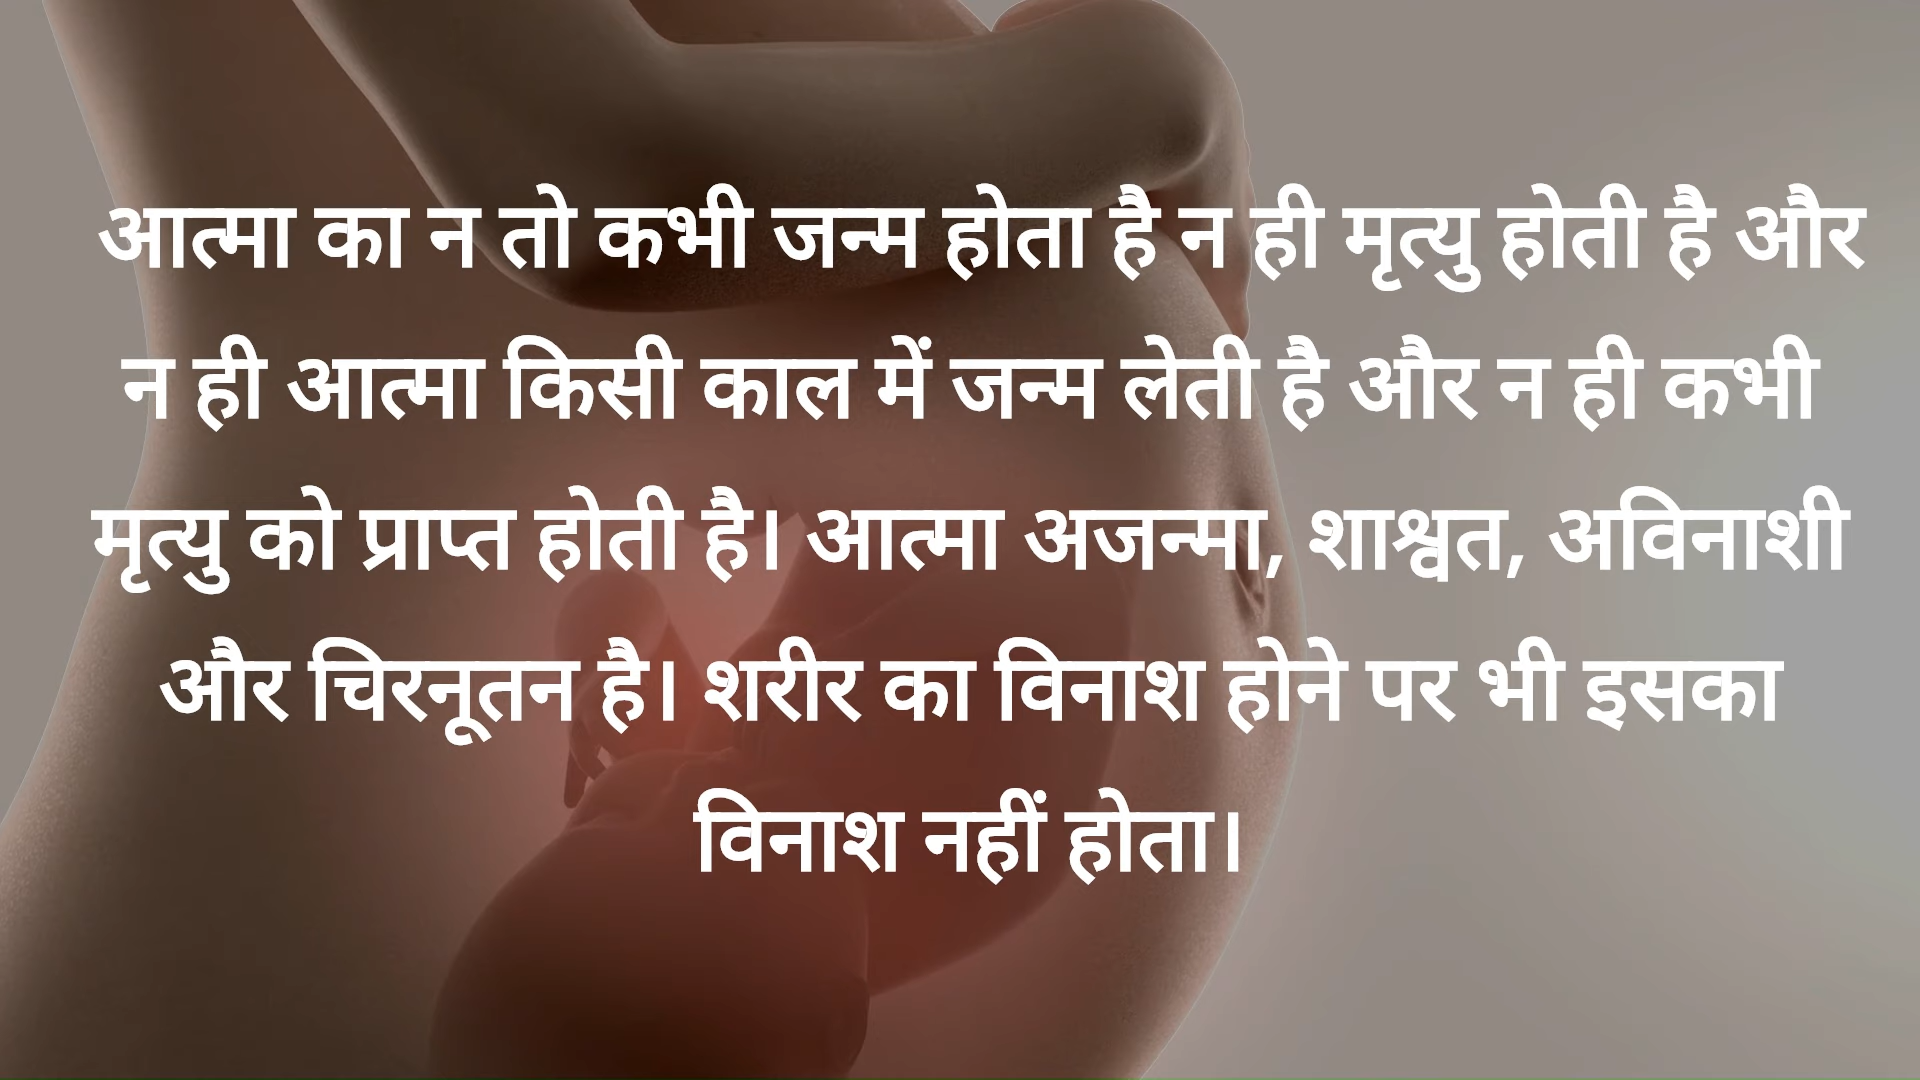 आत्मा का न तो कभी जन्म होता है न ही मृत्यु होती है और
न ही आत्मा किसी काल में जन्म लेती है और न ही कभी
मृत्यु को प्राप्त होती है। आत्मा अजन्मा, शाश्वत, अविनाशी
और चिरनूतन है। शरीर का विनाश होने पर भी इसका
विनाश नहीं होता।